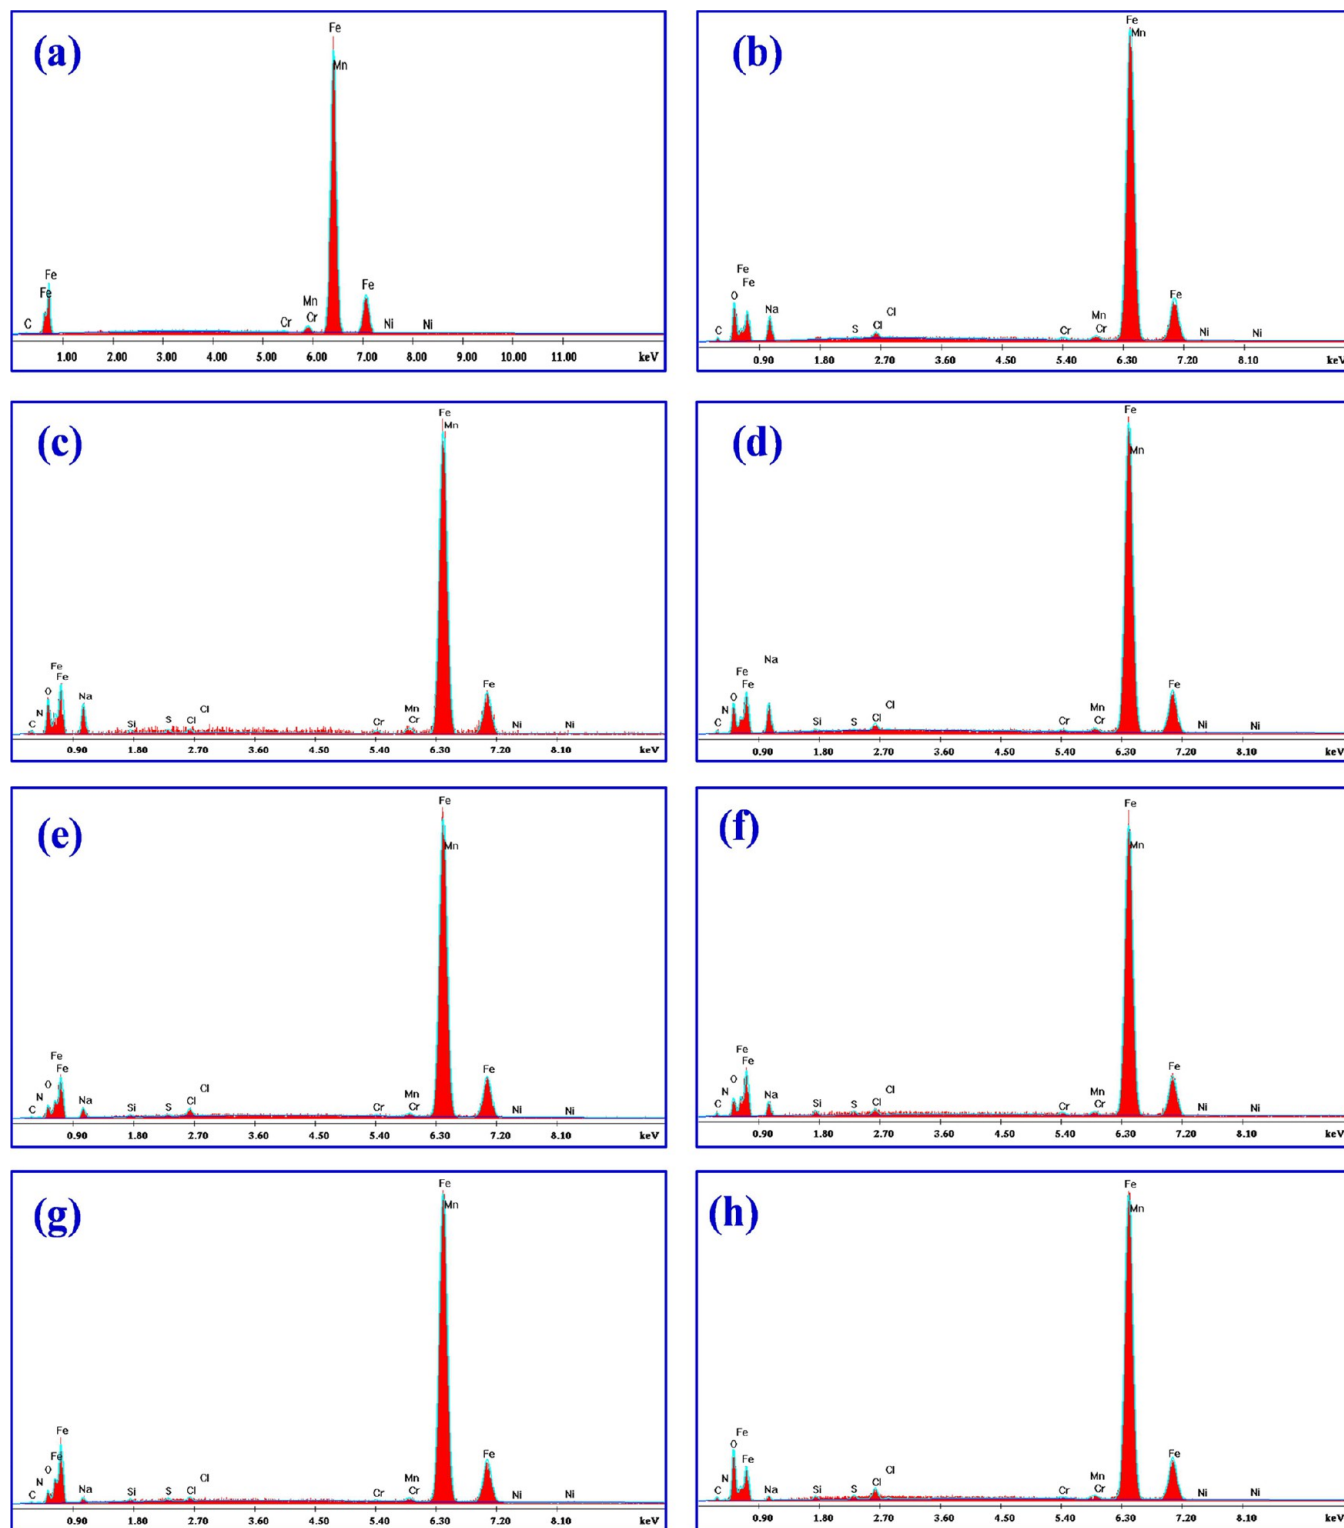 (a)
Fe
Mn
Fe
Fe
C
Mn
Cr
Cr
Fe
Ni
Ni
1.00 2.00 3.00 4.00 5.00 6.00 7.00 8.00 9.00 10.00 11.00 keV
(b)
Fe
Mn
Fe
Fe
O
Na
C
S
Cl
Cl
Mn
Cr
Cr
Fe
Ni
Ni
0.90 1.80 2.70 3.60 4.50 5.40 6.30 7.20 8.10 keV
(c)
Fe
Mn
Fe
Fe
O
N
C
Na
Si
S
Cl
Cl
Mn
Cr
Cr
Fe
Ni
Ni
0.90 1.80 2.70 3.60 4.50 5.40 6.30 7.20 8.10 keV
(d)
Fe
Mn
Na
Fe
Fe
O
N
C
Si
S
Cl
Cl
Mn
Cr
Cr
Fe
Ni
Ni
0.90 1.80 2.70 3.60 4.50 5.40 6.30 7.20 8.10 keV
(e)
Fe
Mn
Fe
Fe
O
N
C
Na
Si
S
Cl
Cl
Mn
Cr
Cr
Fe
Ni
Ni
0.90 1.80 2.70 3.60 4.50 5.40 6.30 7.20 8.10 keV
(f)
Fe
Mn
Fe
Fe
O
N
C
Na
Si
S
Cl
Cl
Mn
Cr
Cr
Fe
Ni
Ni
0.90 1.80 2.70 3.60 4.50 5.40 6.30 7.20 8.10 keV
(g)
Fe
Mn
Fe
Fe
O
N
C
Na
Si
S
Cl
Cl
Mn
Cr
Cr
Fe
Ni
Ni
0.90 1.80 2.70 3.60 4.50 5.40 6.30 7.20 8.10 keV
(h)
Fe
Mn
Fe
O
Fe
N
C
Na
Si
S
Cl
Cl
Mn
Cr
Cr
Fe
Ni
Ni
0.90 1.80 2.70 3.60 4.50 5.40 6.30 7.20 8.10 keV